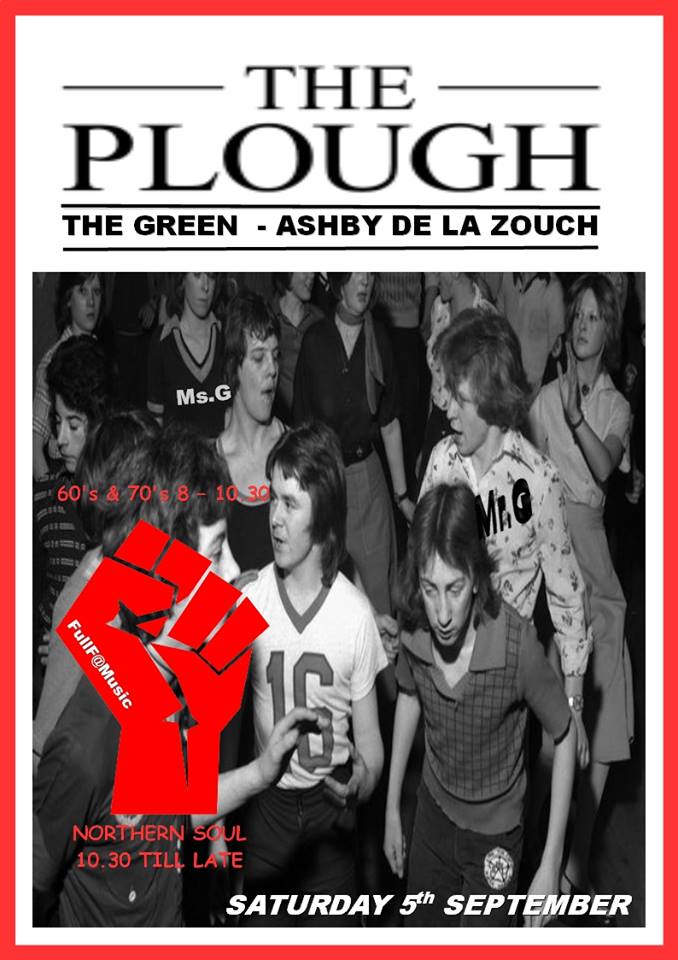 THE
PLOUGH
THE GREEN - ASHBY DE LA ZOUCH
Ms.G
60's & 70's 8 - 10.30
Mr.G
FullF@Music
16
NORTHERN SOUL
10.30 TILL LATE
SATURDAY 5th SEPTEMBER